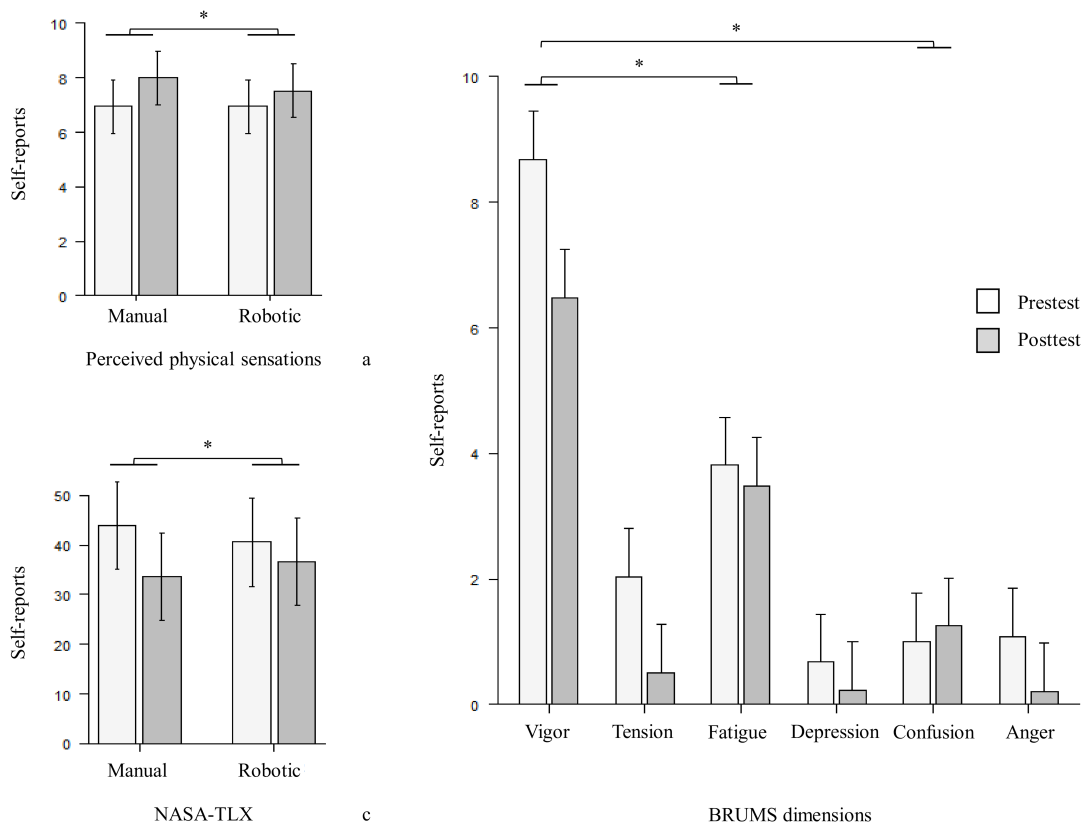 10
8
6
4
2
0
Self-reports
*
Manual Robotic
Perceived physical sensations a
50
40
30
20
10
0
Self-reports
*
Manual Robotic
NASA-TLX c
10
8
6
4
2
0
Self-reports
*
*
Vigor Tension Fatigue Depression Confusion Anger
BRUMS dimensions
Prestest
Posttest